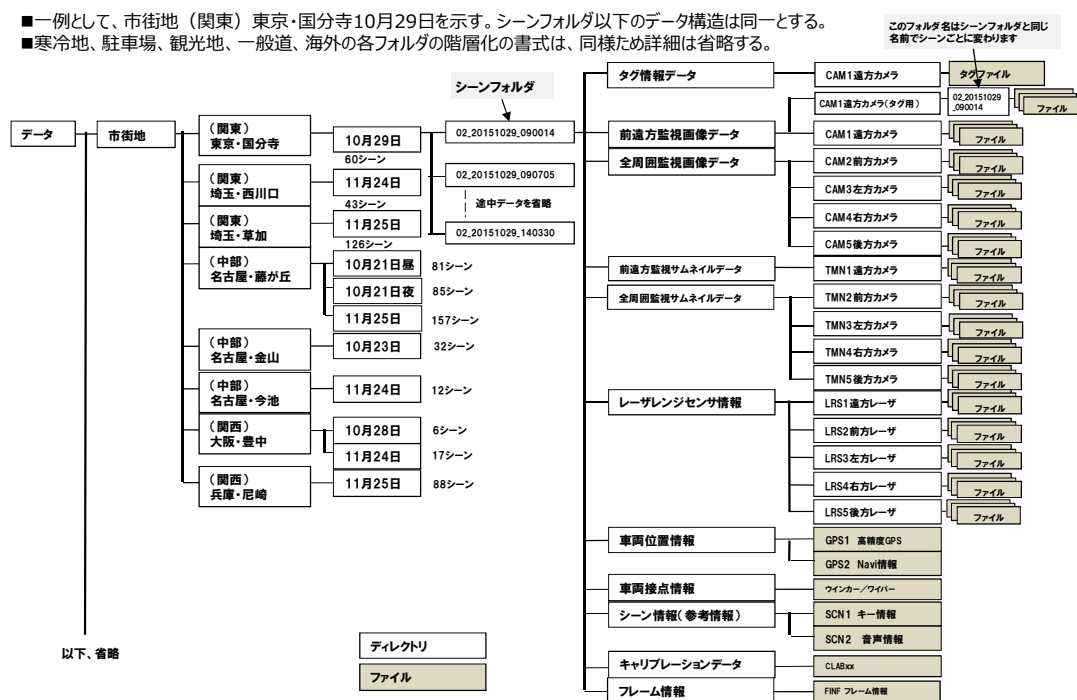 ■一例として、市街地（関東）東京・国分寺10月29日を示す。シーンフォルダ以下のデータ構造は同一とする。
■寒冷地、駐車場、観光地、一般道、海外の各フォルダの階層化の書式は、同様ため詳細は省略する。
このフォルダ名はシーンフォルダと同じ
名前でシーンごとに変わります
シーンフォルダ
データ
市街地
（関東）
東京・国分寺
10月29日
60シーン
（関東）
埼玉・西川口
11月24日
43シーン
（関東）
埼玉・草加
11月25日
126シーン
（中部）
名古屋・藤が丘
10月21日昼
81シーン
10月21日夜
85シーン
11月25日
157シーン
（中部）
名古屋・金山
10月23日
32シーン
（中部）
名古屋・今池
11月24日
12シーン
（関西）
大阪・豊中
10月28日
6シーン
11月24日
17シーン
（関西）
兵庫・尼崎
11月25日
88シーン
以下、省略
02_20151029_090014
02_20151029_090705
途中データを省略
02_20151029_140330
タグ情報データ
CAM1遠方カメラ
タグファイル
CAM1遠方カメラ(タグ用)
02_20151029
_090014
ファイル
前遠方監視画像データ
CAM1遠方カメラ
ファイル
全周囲監視画像データ
CAM2前方カメラ
ファイル
CAM3左方カメラ
ファイル
CAM4右方カメラ
ファイル
CAM5後方カメラ
ファイル
前遠方監視サムネイルデータ
TMN1遠方カメラ
ファイル
全周囲監視サムネイルデータ
TMN2前方カメラ
ファイル
TMN3左方カメラ
ファイル
TMN4右方カメラ
ファイル
TMN5後方カメラ
ファイル
レーザレンジセンサ情報
LRS1遠方レーザ
ファイル
LRS2前方レーザ
ファイル
LRS3左方レーザ
ファイル
LRS4右方レーザ
ファイル
LRS5後方レーザ
ファイル
車両位置情報
GPS1 高精度GPS
GPS2 Navi情報
車両接点情報
ウインカー／ワイパー
シーン情報(参考情報)
SCN1 キー情報
SCN2 音声情報
キャリブレーションデータ
CLABxx
フレーム情報
FINF フレーム情報
ディレクトリ
ファイル